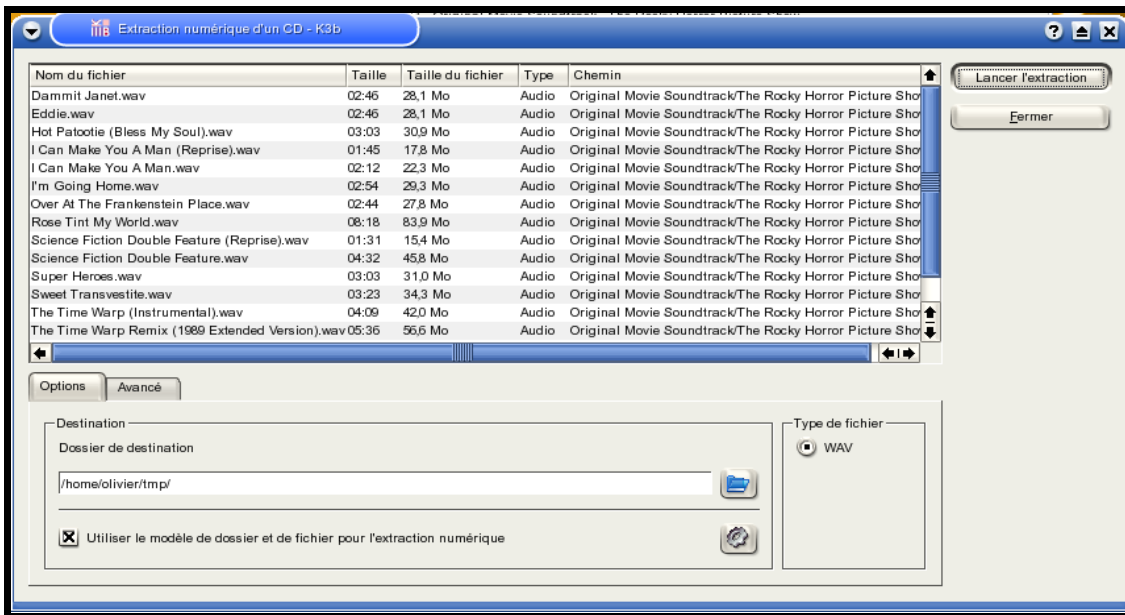 Extraction numérique d'un CD - K3b
Nom du fichier Taille Taille du fichier Type Chemin
Dammit Janet.wav 02:46 28,1 Mo Audio Original Movie Soundtrack/The Rocky Horror Picture Sho
Eddie.wav 02:46 28,1 Mo Audio Original Movie Soundtrack/The Rocky Horror Picture Sho
Hot Patootie (Bless My Soul).wav 03:03 30,9 Mo Audio Original Movie Soundtrack/The Rocky Horror Picture Sho
I Can Make You A Man (Reprise).wav 01:45 17,8 Mo Audio Original Movie Soundtrack/The Rocky Horror Picture Sho
I Can Make You A Man.wav 02:12 22,3 Mo Audio Original Movie Soundtrack/The Rocky Horror Picture Sho
I'm Going Home.wav 02:54 29,3 Mo Audio Original Movie Soundtrack/The Rocky Horror Picture Sho
Over At The Frankenstein Place.wav 02:44 27,8 Mo Audio Original Movie Soundtrack/The Rocky Horror Picture Sho
Rose Tint My World.wav 08:18 83,9 Mo Audio Original Movie Soundtrack/The Rocky Horror Picture Sho
Science Fiction Double Feature (Reprise).wav 01:31 15,4 Mo Audio Original Movie Soundtrack/The Rocky Horror Picture Sho
Science Fiction Double Feature.wav 04:32 45,8 Mo Audio Original Movie Soundtrack/The Rocky Horror Picture Sho
Super Heroes.wav 03:03 31,0 Mo Audio Original Movie Soundtrack/The Rocky Horror Picture Sho
Sweet Transvestite.wav 03:23 34,3 Mo Audio Original Movie Soundtrack/The Rocky Horror Picture Sho
The Time Warp (Instrumental).wav 04:09 42,0 Mo Audio Original Movie Soundtrack/The Rocky Horror Picture Sho
The Time Warp Remix (1989 Extended Version).wav 05:36 56,6 Mo Audio Original Movie Soundtrack/The Rocky Horror Picture Sho
Lancer l'extraction
Fermer
Options Avancé
Destination
Dossier de destination
/home/olivier/tmp/
Utiliser le modèle de dossier et de fichier pour l'extraction numérique
Type de fichier
WAV